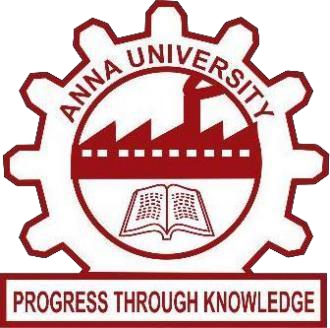 ANNA UNIVERSITY
PROGRESS THROUGH KNOWLEDGE